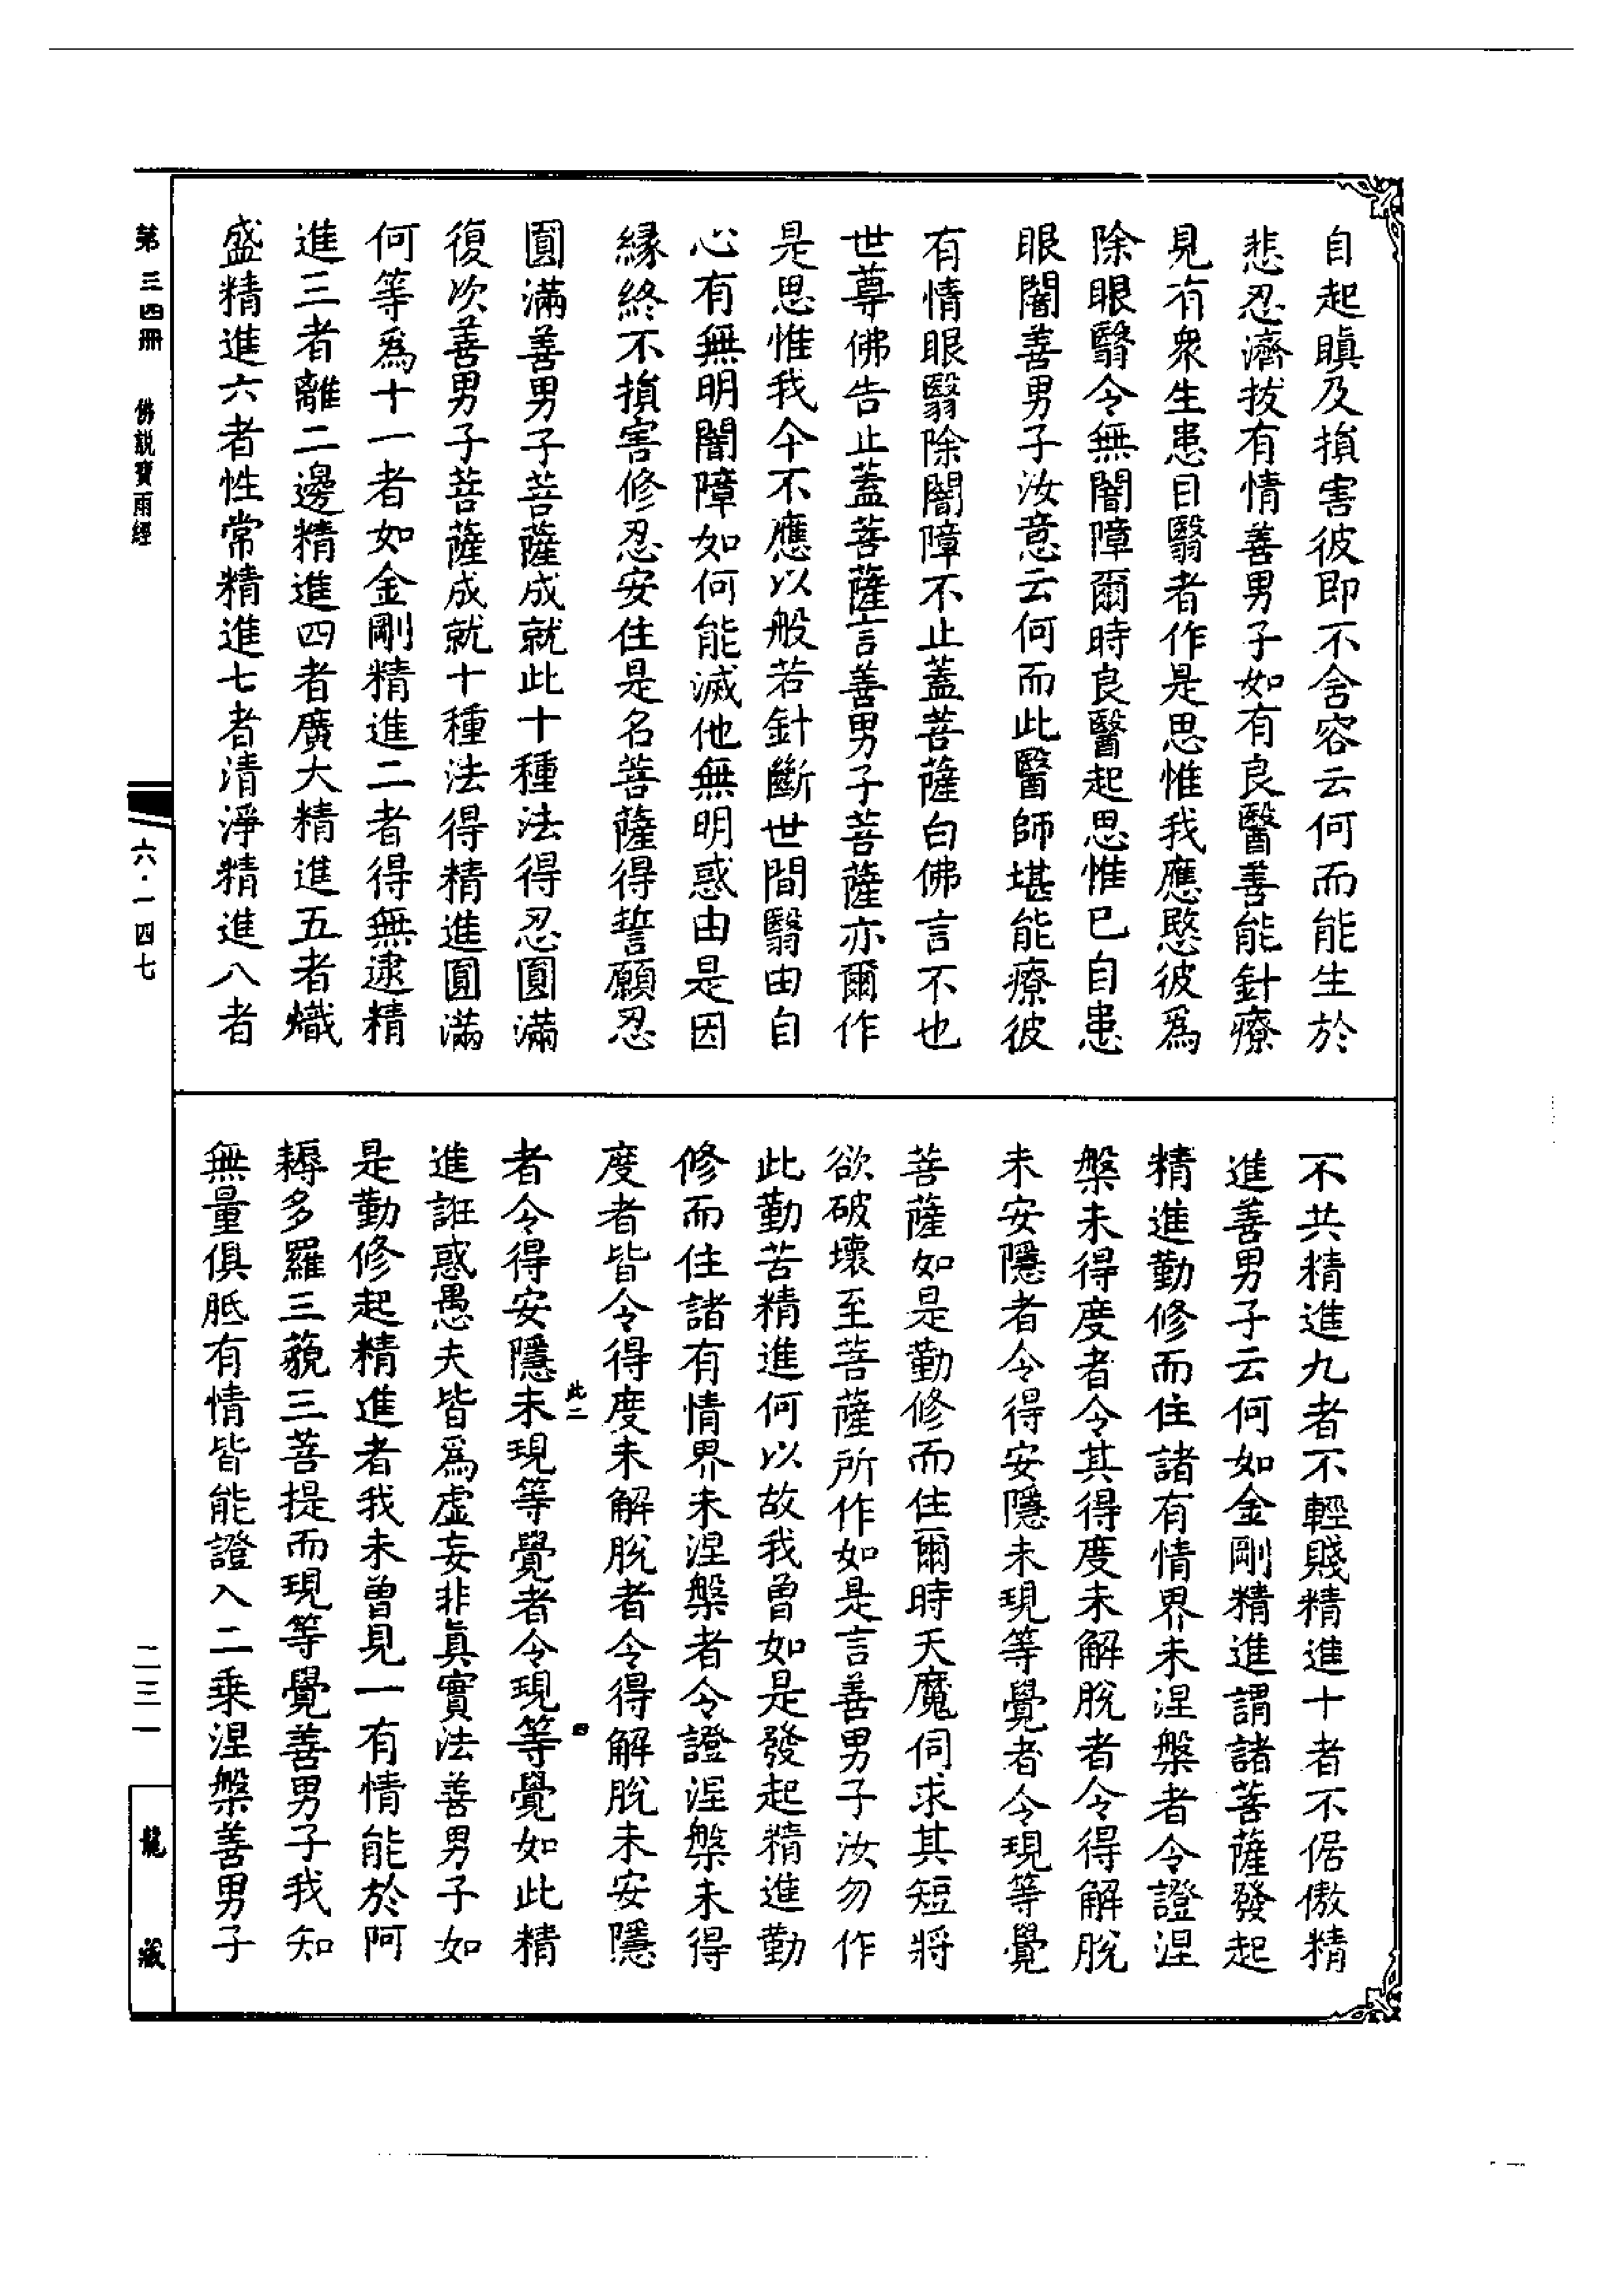 自起瞋及損害彼即不舍容云何而能生於
悲忍濟拔有情善男子如有良醫善能針療
見有衆生患目翳者作是思惟我應愍彼爲
除眼翳令無闇障爾時良醫起思惟已自患
眼闇善男子汝意云何而此醫師堪能療彼
有情眼翳除闇障不止蓋菩薩白佛言不也
世尊佛告止蓋菩薩言善男子菩薩亦爾作
是思惟我今不應以般若針斷世間翳由自
心有無明闇障如何能滅他無明惑由是因
緣終不損害修忍安住是名菩薩得誓願忍
圓滿善男子菩薩成就此十種法得忍圓滿
復次善男子菩薩成就十種法得精進圓滿
何等爲十一者如金剛精進二者得無逮精
進三者離二邊精進四者廣大精進五者熾
盛精進六者性常精進七者清淨精進八者
不共精進九者不輕賤精進十者不倨傲精
進善男子云何如金剛精進謂諸菩薩發起
精進勤修而住諸有情界未涅槃者令證涅
槃未得度者令其得度未解脫者令得解脫
未安隱者令得安隱未現等覺者令現等覺
菩薩如是勤修而住爾時天魔伺求其短將
欲破壞至菩薩所作如是言善男子汝勿作
此勤苦精進何以故我曾如是發起精進勤
修而住諸有情界未涅槃者令證涅槃未得
度者皆令得度未解脫者令得解脫未安隱
者令得安隱未現等覺者令現等覺如此精
進誑惑愚夫皆爲虛妄非真實法善男子如
是勤修起精進者我未曾見一有情能於阿
耨多羅三藐三菩提而現等覺善男子我知
無量俱胝有情皆能證入二乘涅槃善男子
此二
四
第三四冊 佛說寶雨經
六·一四七
二三一
龍藏